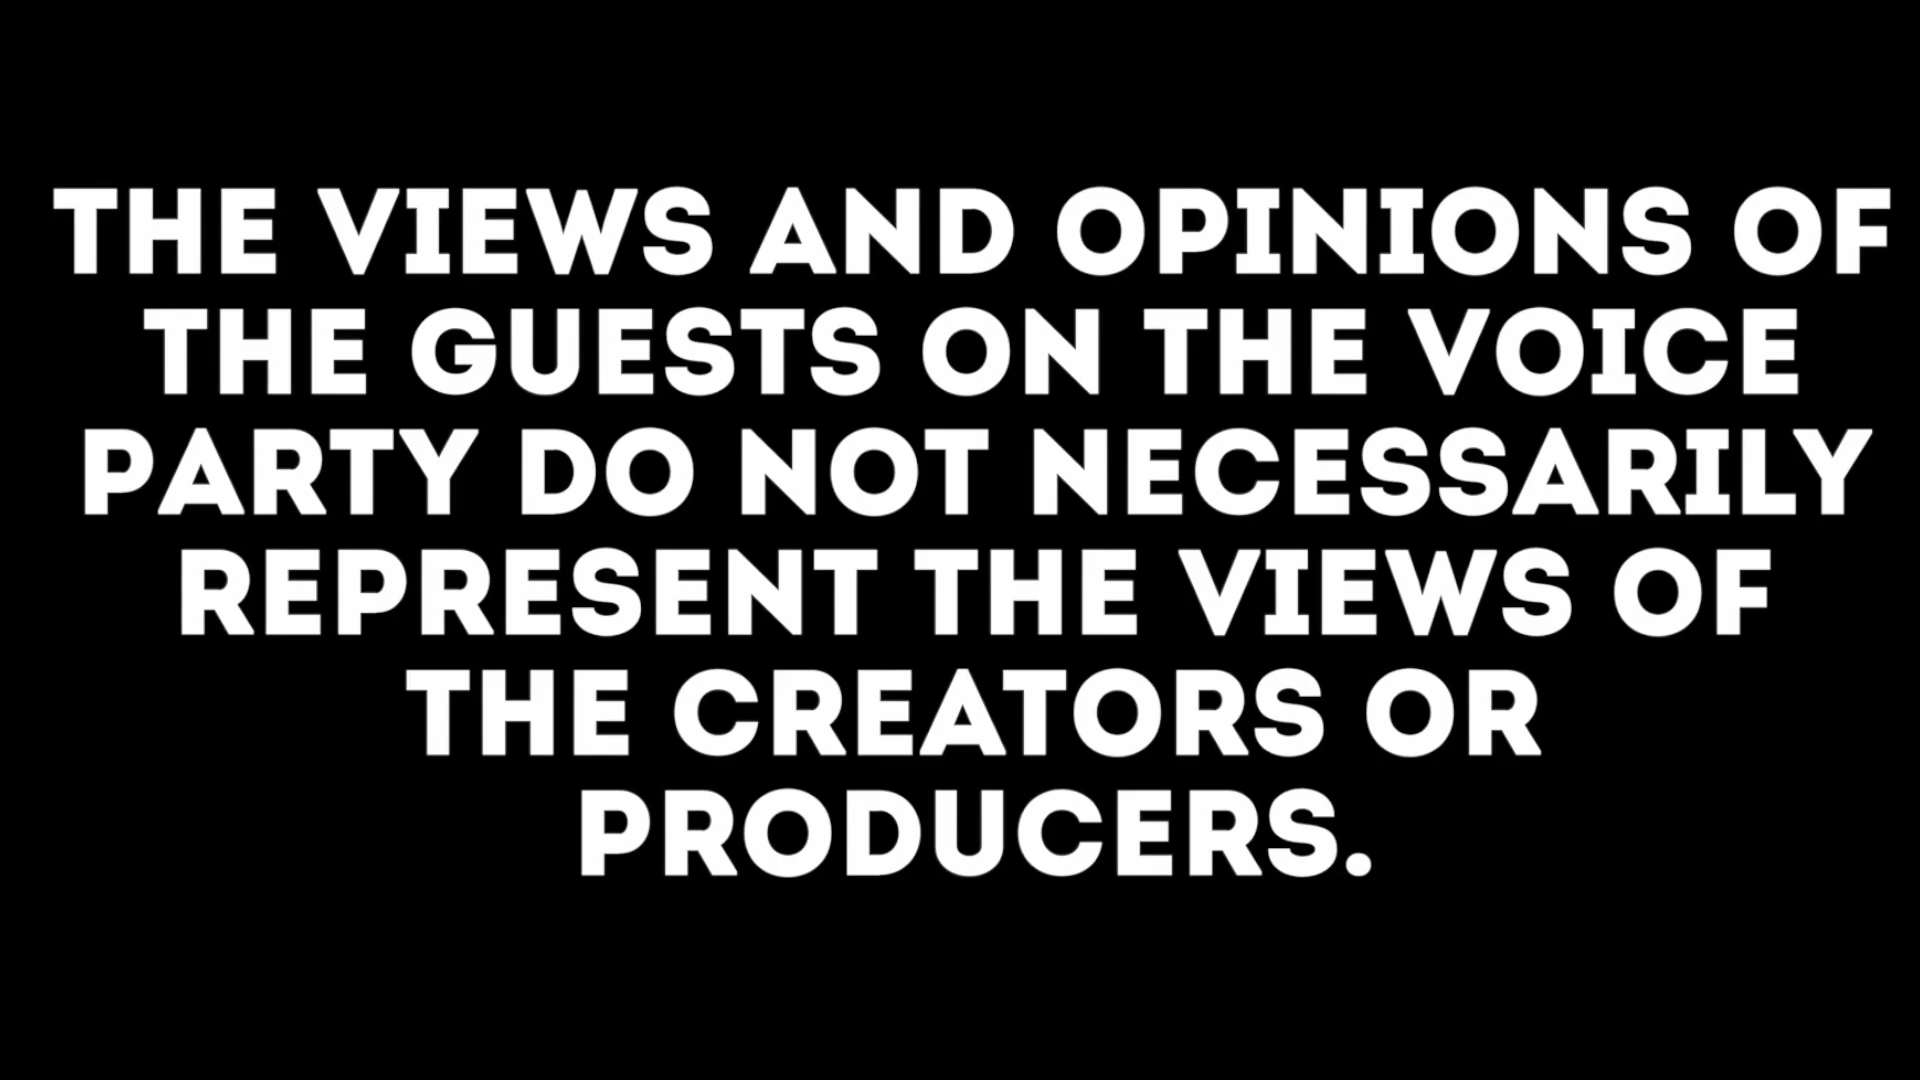 THE VIEWS AND OPINIONS OF
THE GUESTS ON THE VOICE
PARTY DO NOT NECESSARILY
REPRESENT THE VIEWS OF
THE CREATORS OR
PRODUCERS.